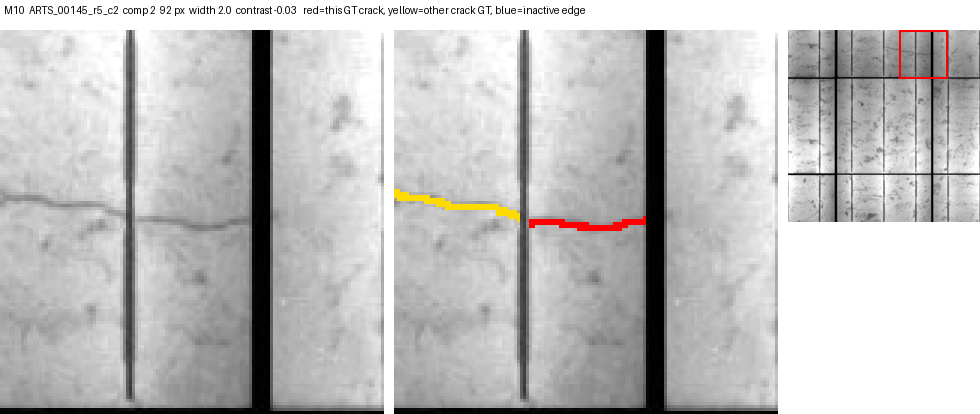 M10 ARTS_00145_r5_c2 comp 2 92 px width 2.0 contrast-0.03 red=this GT crack, yellow=other crack GT, blue=inactive edge